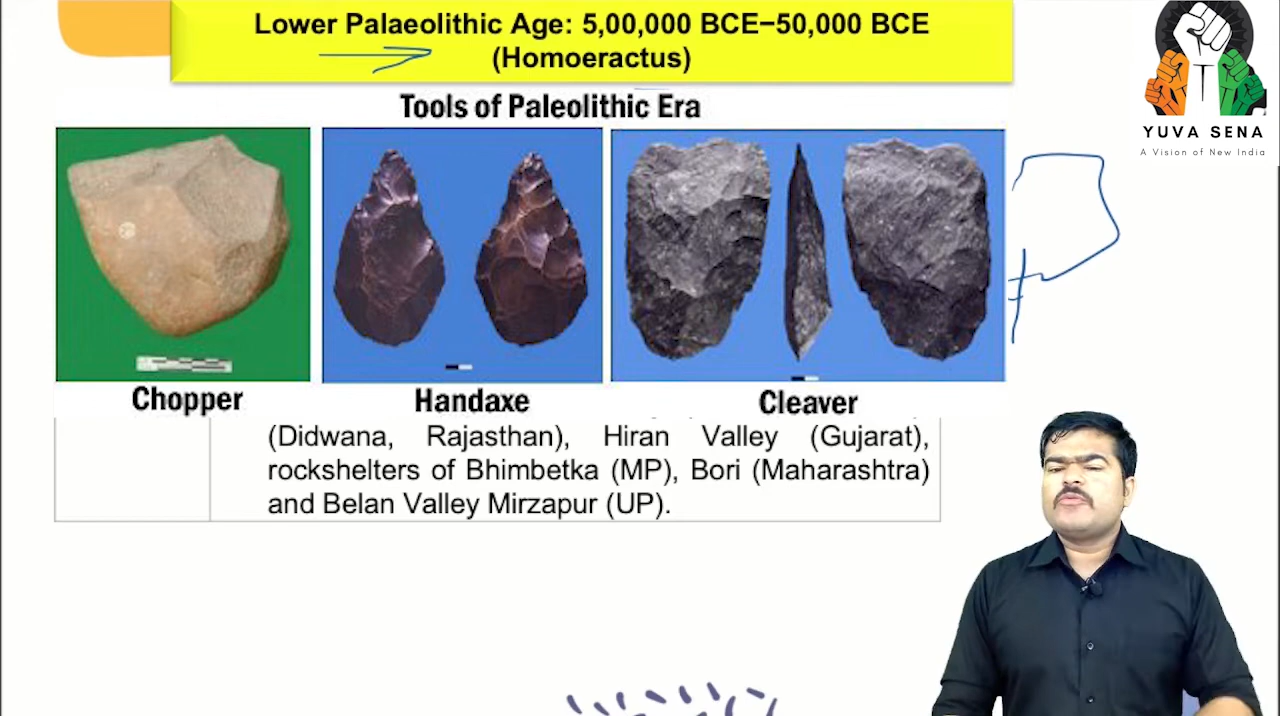 Lower Palaeolithic Age: 5,00,000 BCE–50,000 BCE
(Homoeractus)
YUVA SENA
A Vision of New India
Tools of Paleolithic Era
Chopper
Handaxe
Cleaver
(Didwana, Rajasthan), Hiran Valley (Gujarat),
rockshelters of Bhimbetka (MP), Bori (Maharashtra)
and Belan Valley Mirzapur (UP).